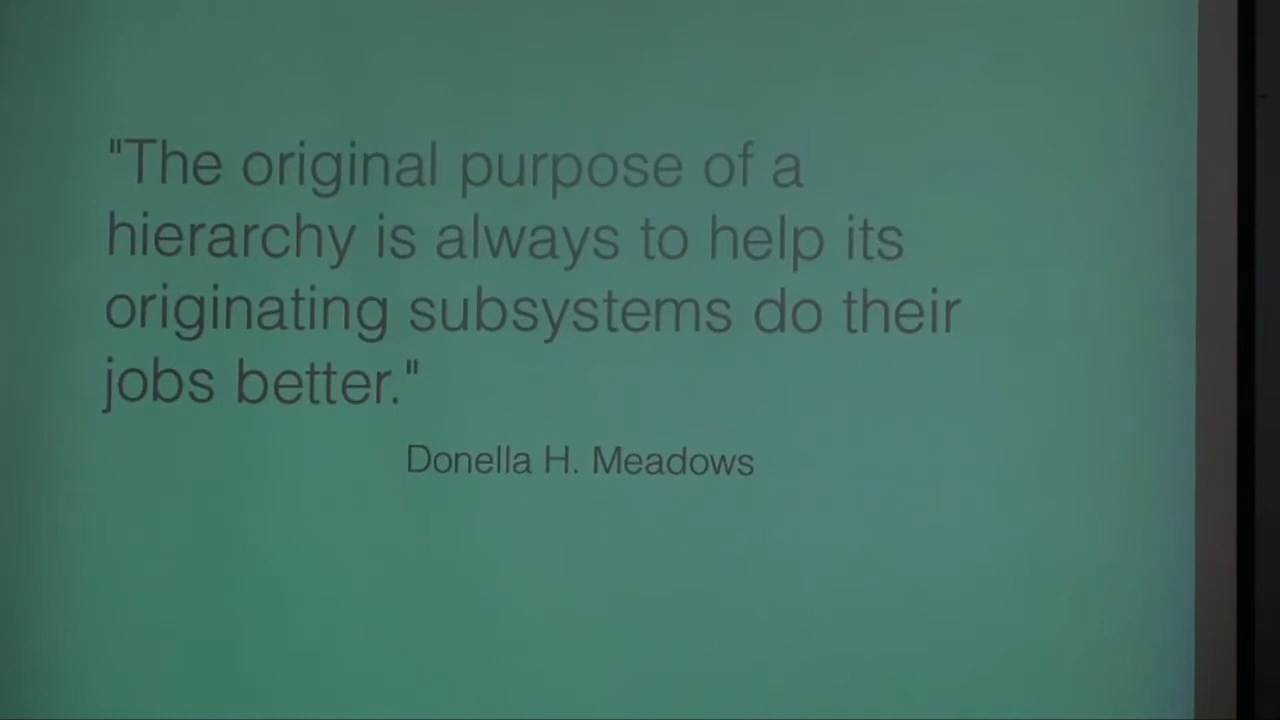 "The original purpose of a
hierarchy is always to help its
originating subsystems do their
jobs better."
Donella H. Meadows